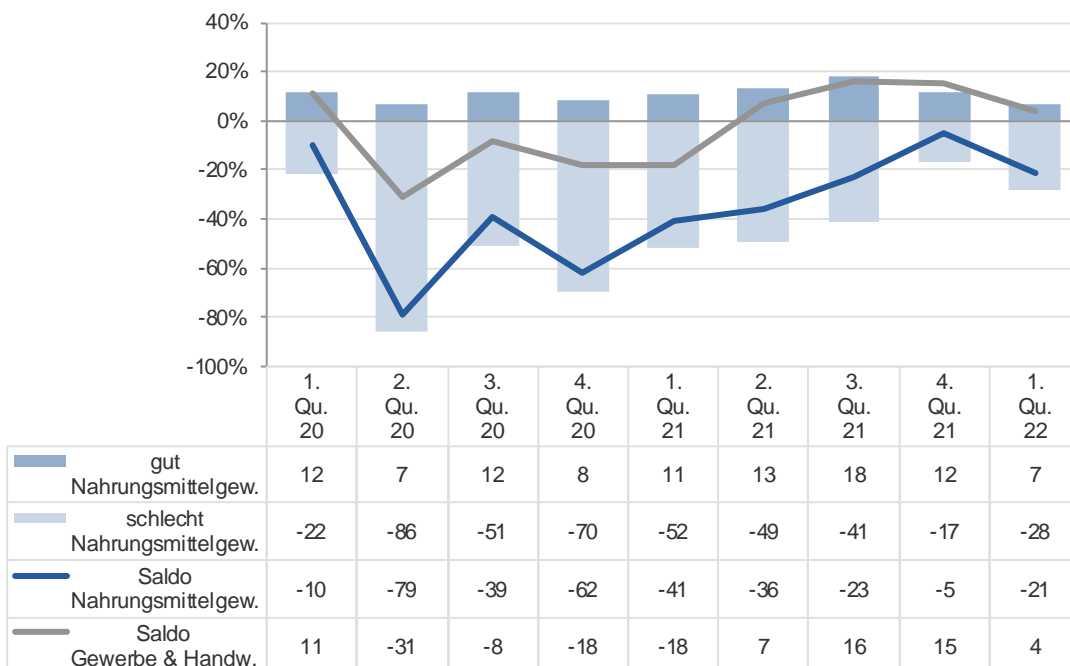 40%
20%
0%
-20%
-40%
-60%
-80%
-100%
1. Qu. 20 2. Qu. 20 3. Qu. 20 4. Qu. 20 1. Qu. 21 2. Qu. 21 3. Qu. 21 4. Qu. 21 1. Qu. 22
gut
Nahrungsmittelgew. 12 7 12 8 11 13 18 12 7
schlecht
Nahrungsmittelgew. -22 -86 -51 -70 -52 -49 -41 -17 -28
Saldo
Nahrungsmittelgew. -10 -79 -39 -62 -41 -36 -23 -5 -21
Saldo
Gewerbe & Handw. 11 -31 -8 -18 -18 7 16 15 4